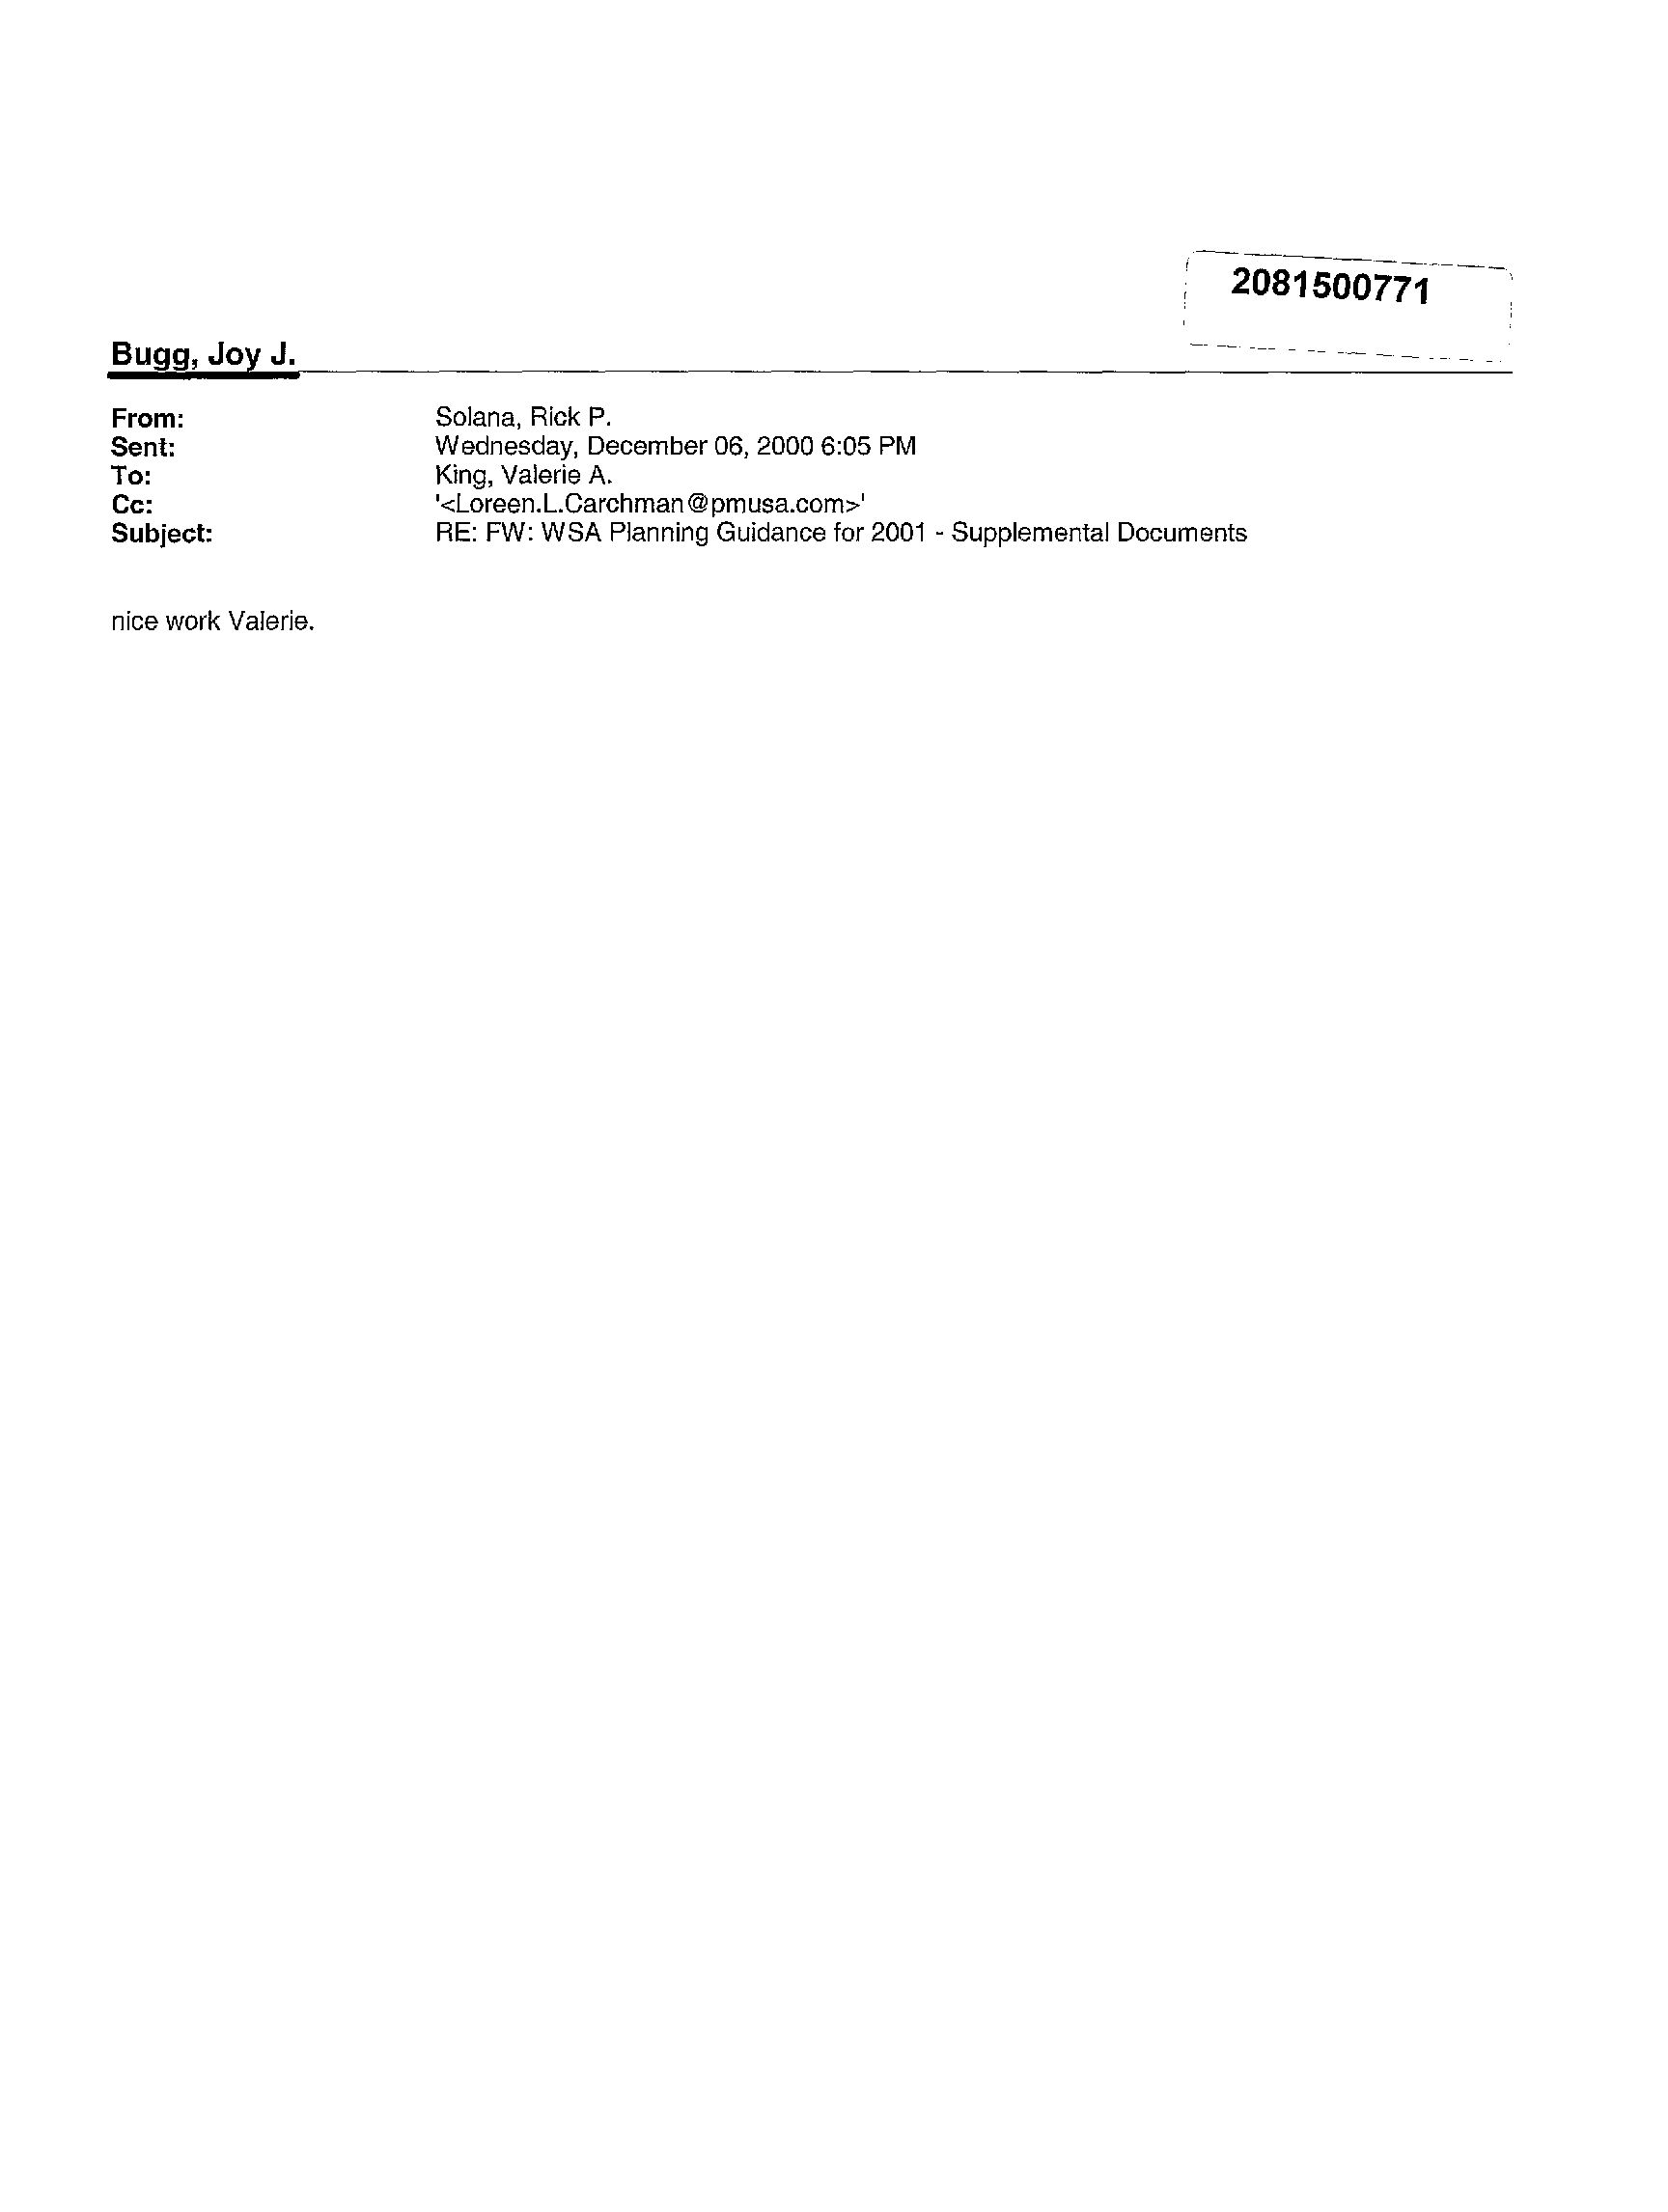 2081500771
Bugg, Joy J.
From: Solana, Rick P.
Sent: Wednesday, December 06, 2000 6:05 PM
To: King, Valerie A.
Cc: '<Loreen.L.Carchman@pmusa.com>'
Subject: RE: FW: WSA Planning Guidance for 2001 - Supplemental Documents
nice work Valerie.